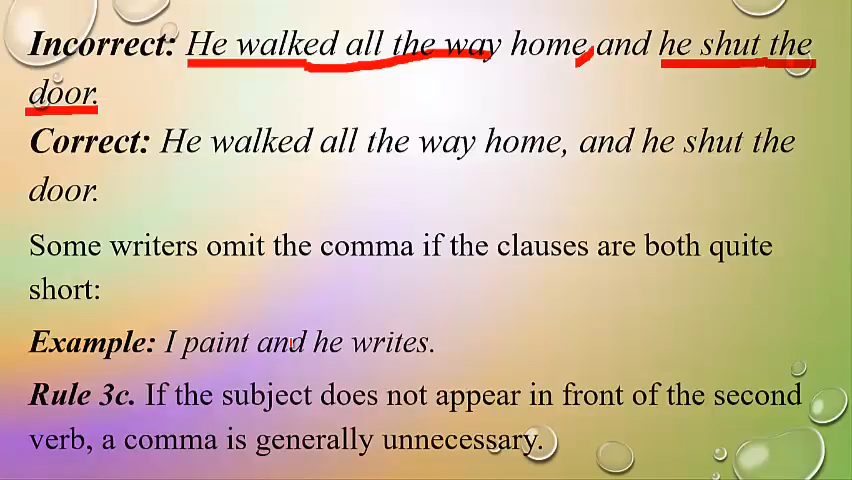 Incorrect: He walked all the way home and he shut the
door.
Correct: He walked all the way home, and he shut the
door.
Some writers omit the comma if the clauses are both quite
short:
Example: I paint and he writes.
Rule 3c. If the subject does not appear in front of the second
verb, a comma is generally unnecessary.